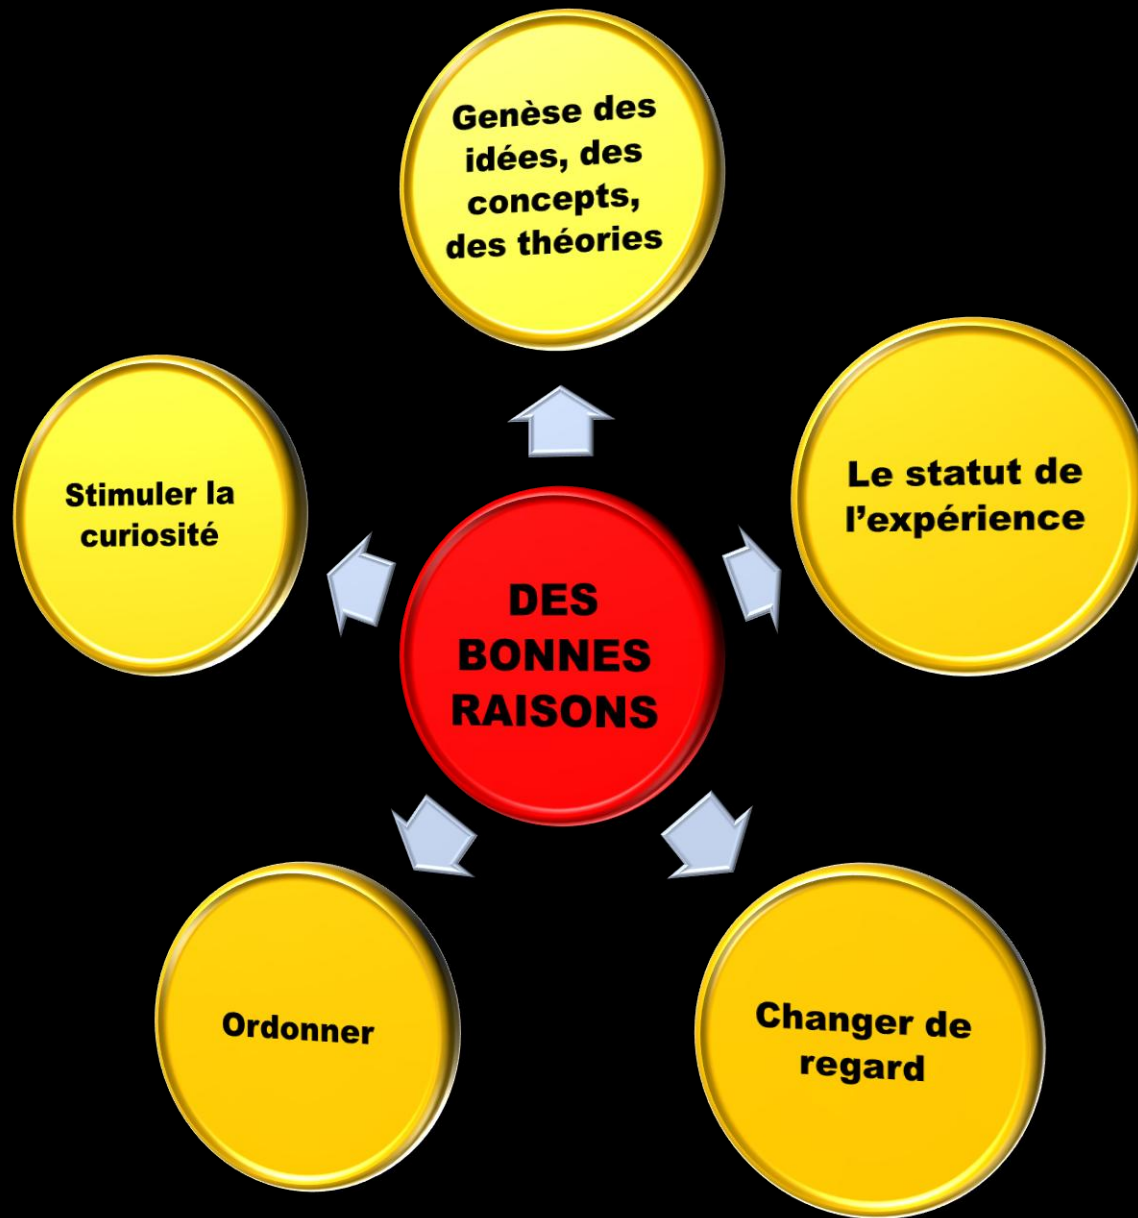 Genèse des
idées, des
concepts,
des théories
Stimuler la
curiosité
Le statut de
l’expérience
DES
BONNES
RAISONS
Ordonner
Changer de
regard